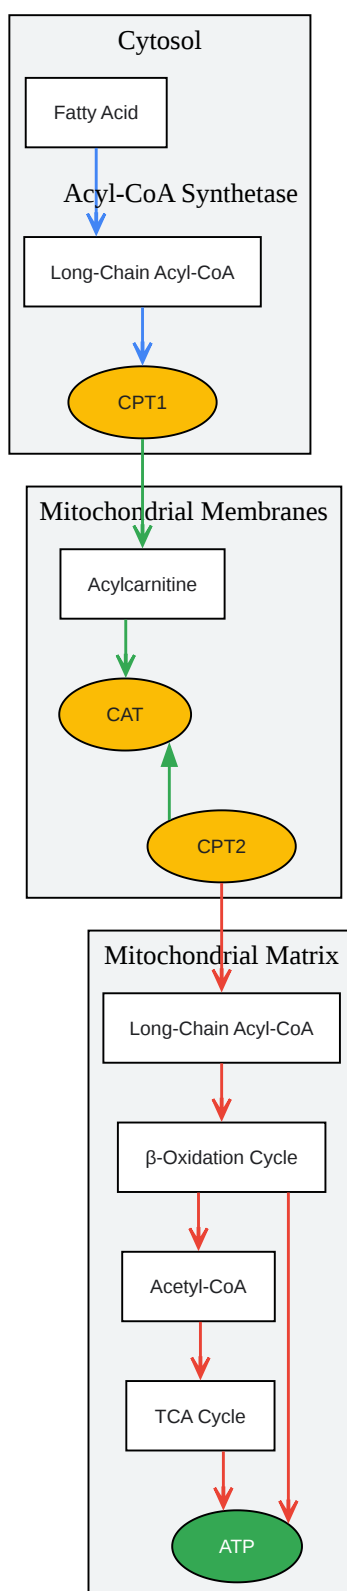 Cytosol
Fatty Acid
Acyl-CoA Synthetase
Long-Chain Acyl-CoA
CPT1
Mitochondrial Membranes
Acylcarnitine
CAT
CPT2
Mitochondrial Matrix
Long-Chain Acyl-CoA
β-Oxidation Cycle
Acetyl-CoA
TCA Cycle
ATP